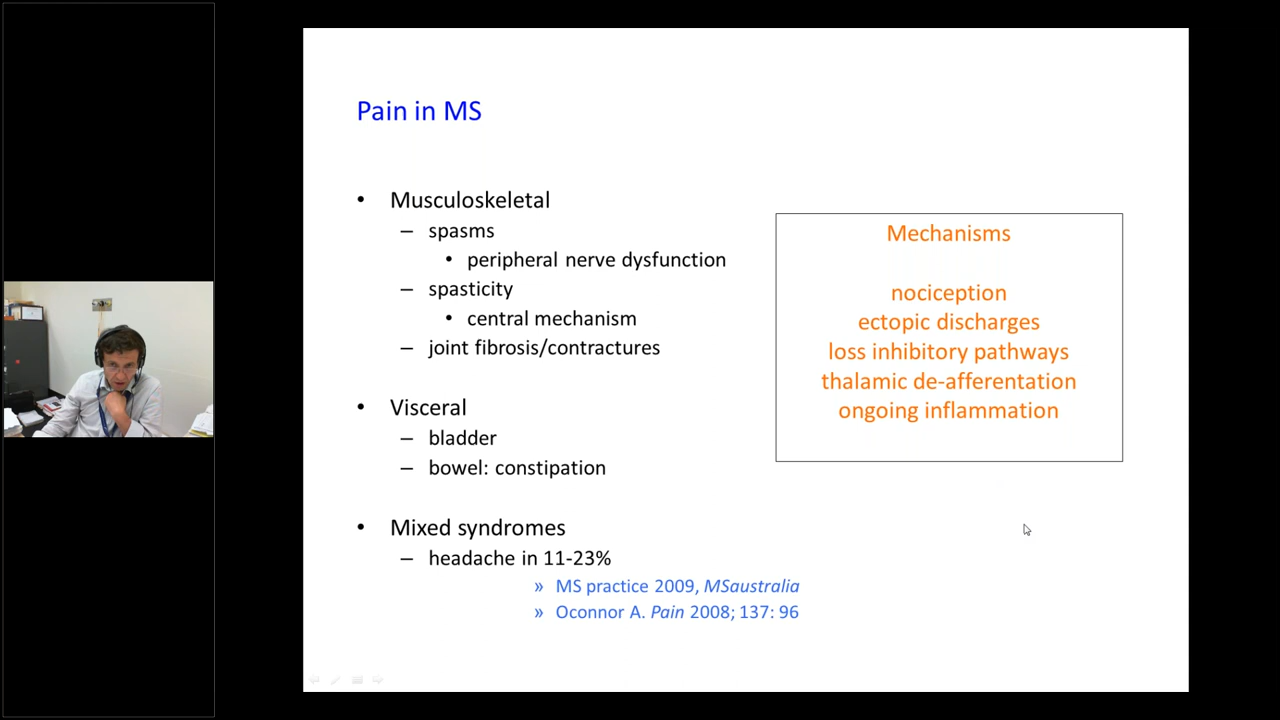 Pain in MS
• Musculoskeletal
– spasms
• peripheral nerve dysfunction
– spasticity
• central mechanism
– joint fibrosis/contractures
• Visceral
– bladder
– bowel: constipation
• Mixed syndromes
– headache in 11-23%
» MS practice 2009, MSaustralia
» Oconnor A. Pain 2008; 137: 96
Mechanisms
nociception
ectopic discharges
loss inhibitory pathways
thalamic de-afferentation
ongoing inflammation